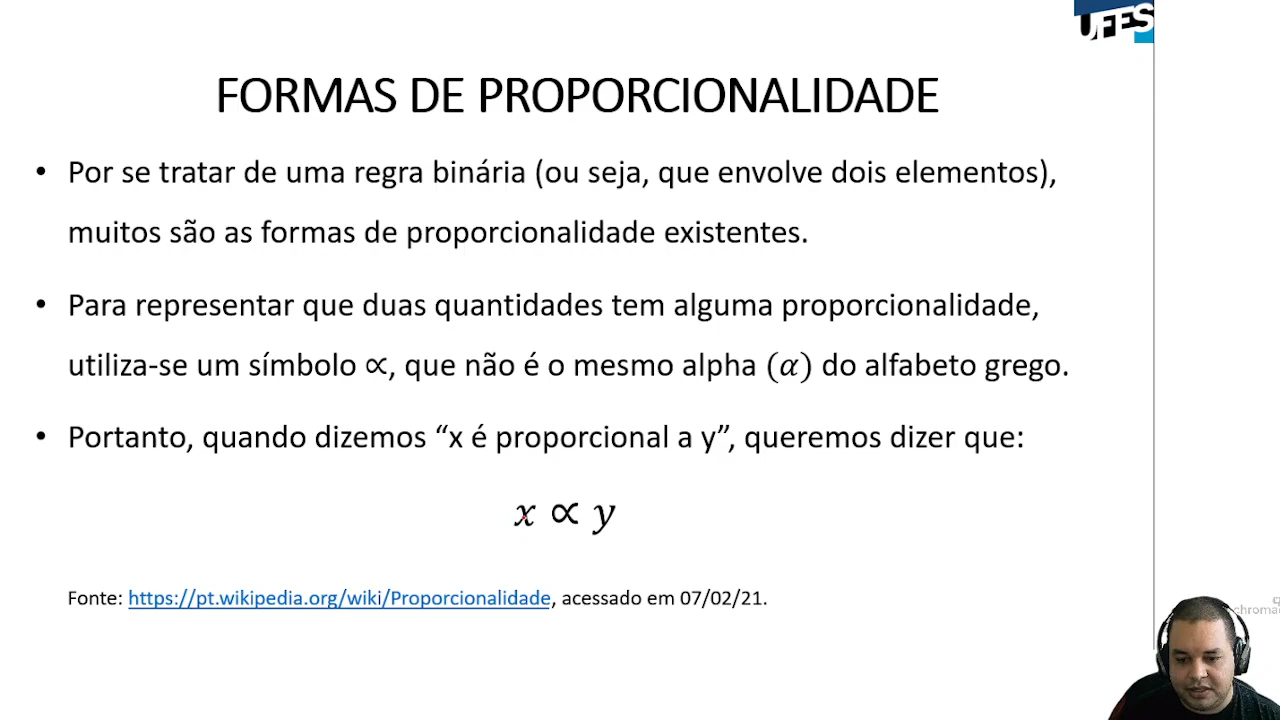 UFES
FORMAS DE PROPORCIONALIDADE
• Por se tratar de uma regra binária (ou seja, que envolve dois elementos),
muitos são as formas de proporcionalidade existentes.
• Para representar que duas quantidades tem alguma proporcionalidade,
utiliza-se um símbolo ∝, que não é o mesmo alpha (α) do alfabeto grego.
• Portanto, quando dizemos “x é proporcional a y”, queremos dizer que:
x ∝ y
Fonte: https://pt.wikipedia.org/wiki/Proporcionalidade, acessado em 07/02/21.